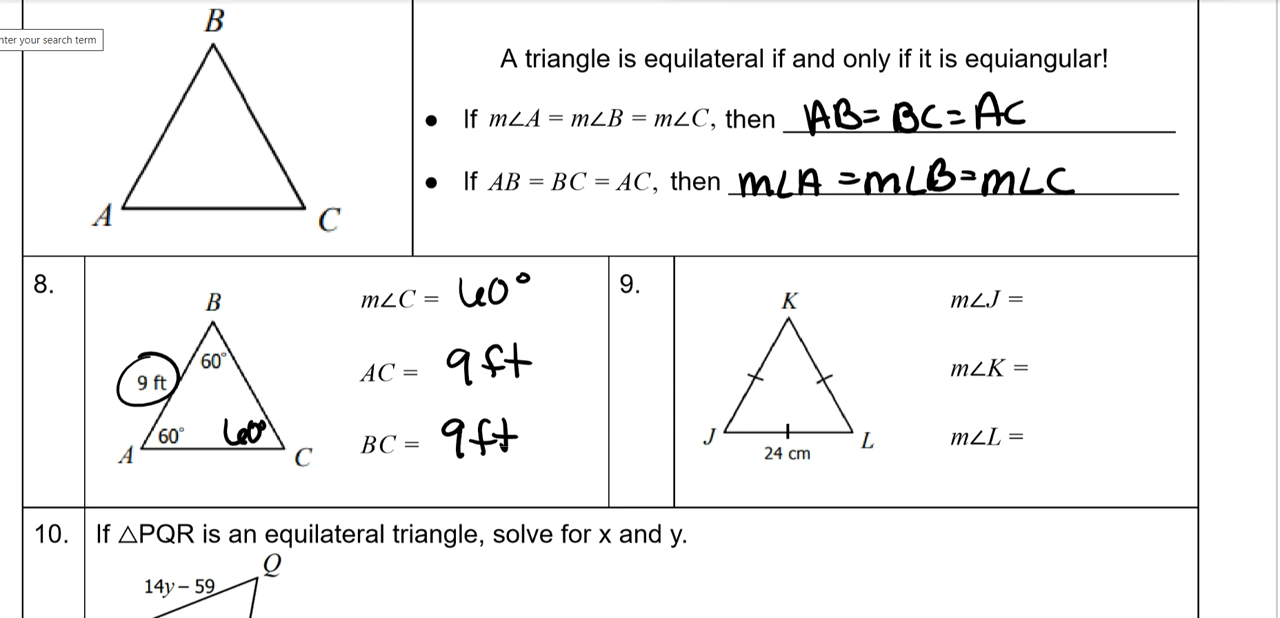 B
nter your search term
A triangle is equilateral if and only if it is equiangular!
• If m∠A = m∠B = m∠C, then AB = BC = AC
• If AB = BC = AC, then m∠A = m∠B = m∠C
A
C
8.
B
60°
9 ft
60°
60°
A
C
m∠C = 60°
AC = 9 ft
BC = 9 ft
9.
K
J
L
24 cm
m∠J =
m∠K =
m∠L =
10. If △PQR is an equilateral triangle, solve for x and y.
Q
14y – 59